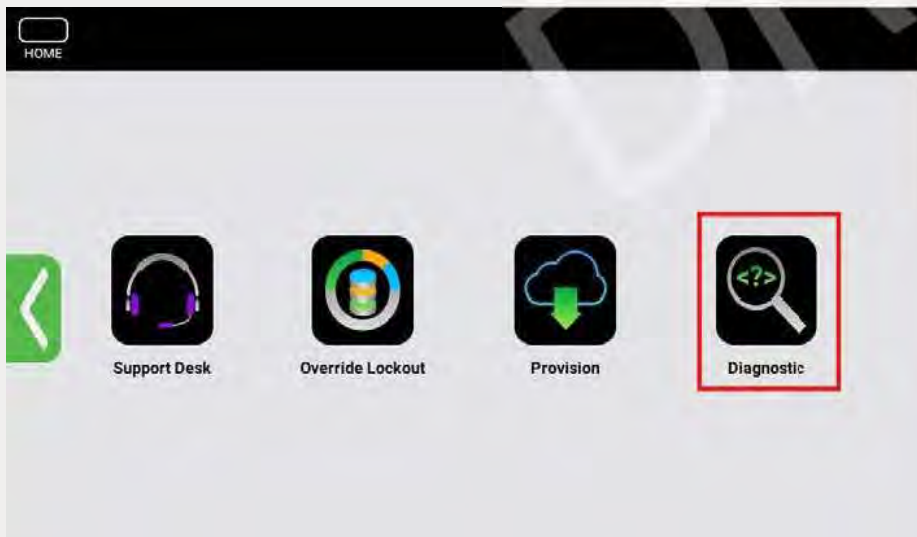 HOME
<?>
Support Desk
Override Lockout
Provision
Diagnostic